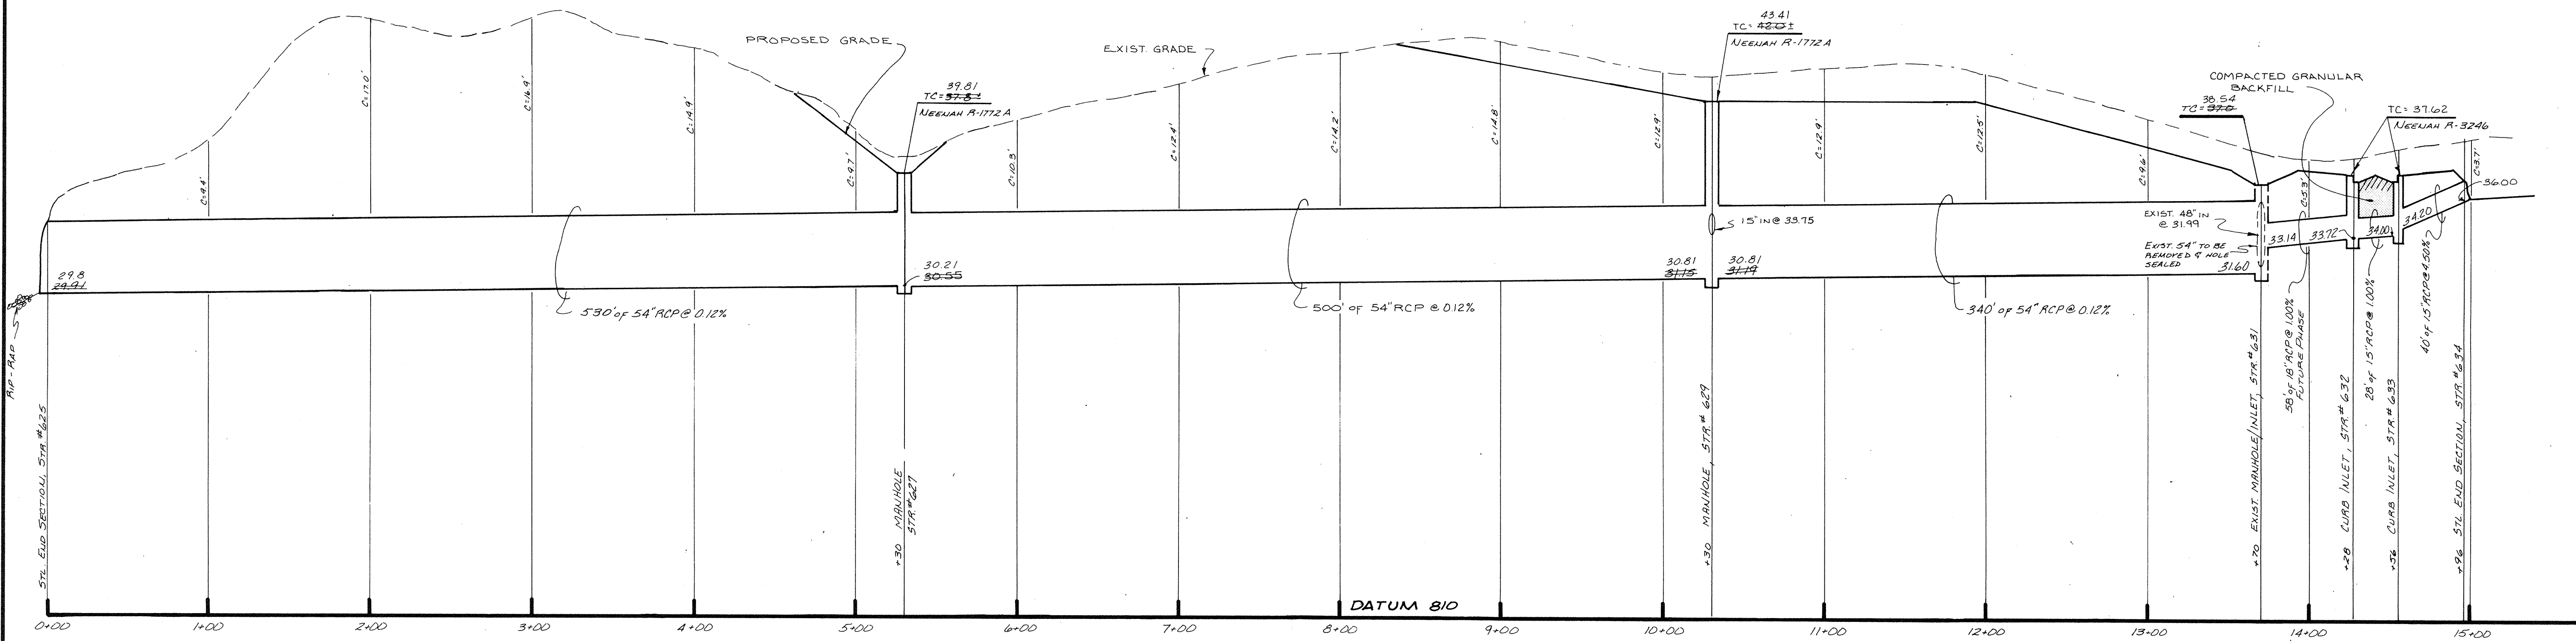 PROPOSED GRADE
EXIST. GRADE
43.41
TC= 42.0±
NEENAH R-1772 A
39.81
TC= 37.8±
NEENAH R-1772 A
COMPACTED GRANULAR
BACKFILL
38.54
TC= 37.0
TC= 37.62
NEENAH R-3246
C=9.4'
C=17.0'
C=16.9'
C=14.9'
C=9.7'
C=10.3'
C=12.4'
C=14.2'
C=14.8'
C=12.9'
C=12.9'
C=12.5'
C=9.6'
C=5.3'
C=3.7'
36.00
15" IN @ 33.75
EXIST. 48" IN
@ 31.99
EXIST. 54" TO BE
REMOVED & HOLE
SEALED
31.60
33.14
33.72
34.00
34.20
29.8
29.91
30.21
30.55
30.81
31.15
30.81
31.19
530' of 54" RCP @ 0.12%
500' of 54" RCP @ 0.12%
340' of 54" RCP @ 0.12%
58' of 18" RCP @ 1.00%
FUTURE PHASE
28' of 15" RCP @ 1.00%
40' of 15" RCP @ 4.50%
RIP-RAP
STL. END SECTION, STR. #625
+30 MANHOLE
STR. #627
+30 MANHOLE, STR. #629
+70 EXIST. MANHOLE/INLET, STR. #631
+28 CURB INLET, STR. #632
+56 CURB INLET, STR. #633
+96 STL. END SECTION, STR. #634
DATUM 810
0+00 1+00 2+00 3+00 4+00 5+00 6+00 7+00 8+00 9+00 10+00 11+00 12+00 13+00 14+00 15+00